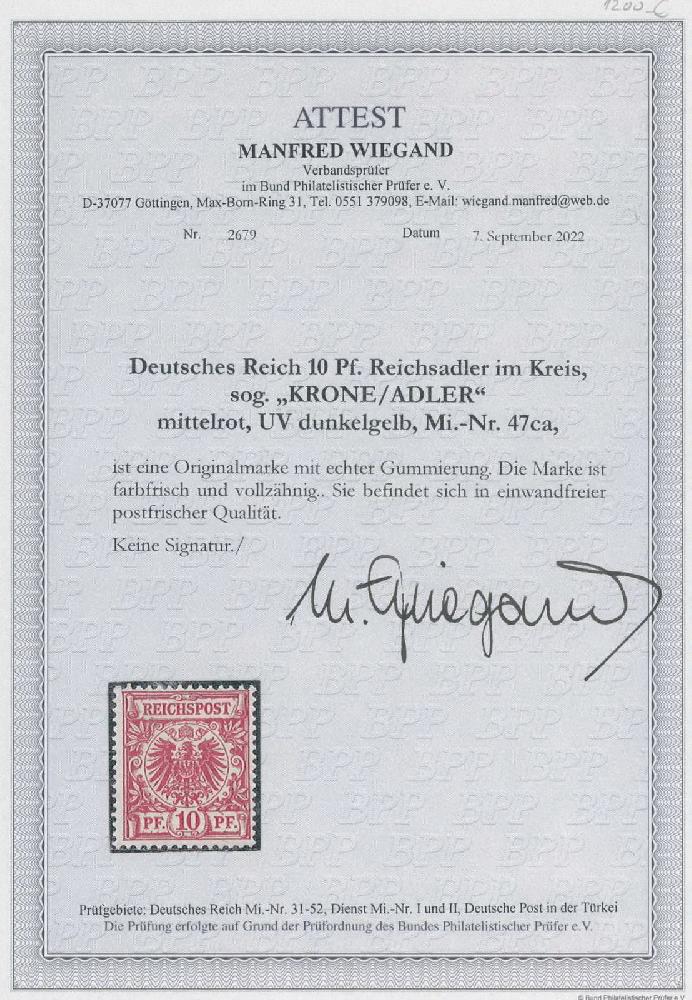 1200,- €
ATTEST
MANFRED WIEGAND
Verbandsprüfer
im Bund Philatelistischer Prüfer e. V.
D-37077 Göttingen, Max-Born-Ring 31, Tel. 0551 379098, E-Mail: wiegand.manfred@web.de
Nr. 2679 Datum 7. September 2022
Deutsches Reich 10 Pf. Reichsadler im Kreis,
sog. „KRONE/ADLER“
mittelrot, UV dunkelgelb, Mi.-Nr. 47ca,
ist eine Originalmarke mit echter Gummierung. Die Marke ist
farbfrisch und vollzähnig.. Sie befindet sich in einwandfreier
postfrischer Qualität.
Keine Signatur./
M. Wiegand
REICHSPOST
PF. 10 PF.
Prüfgebiete: Deutsches Reich Mi.-Nr. 31-52, Dienst Mi.-Nr. I und II, Deutsche Post in der Türkei
Die Prüfung erfolgte auf Grund der Prüfordnung des Bundes Philatelistischer Prüfer e.V.
© Bund Philatelistischer Prüfer e.V.